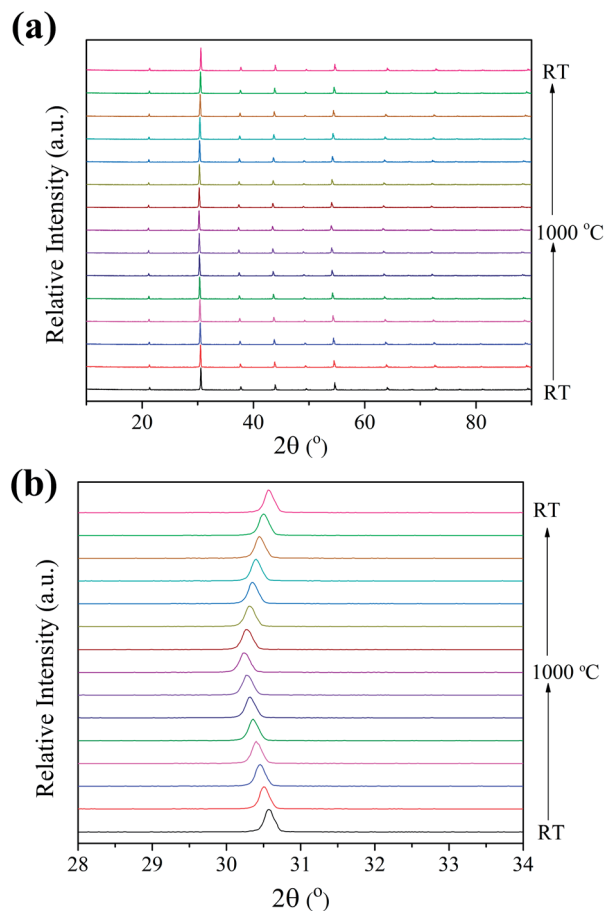 (a)
Relative Intensity (a.u.)
RT
1000 °C
RT
20 40 60 80
2θ (°)
(b)
Relative Intensity (a.u.)
RT
1000 °C
RT
28 29 30 31 32 33 34
2θ (°)